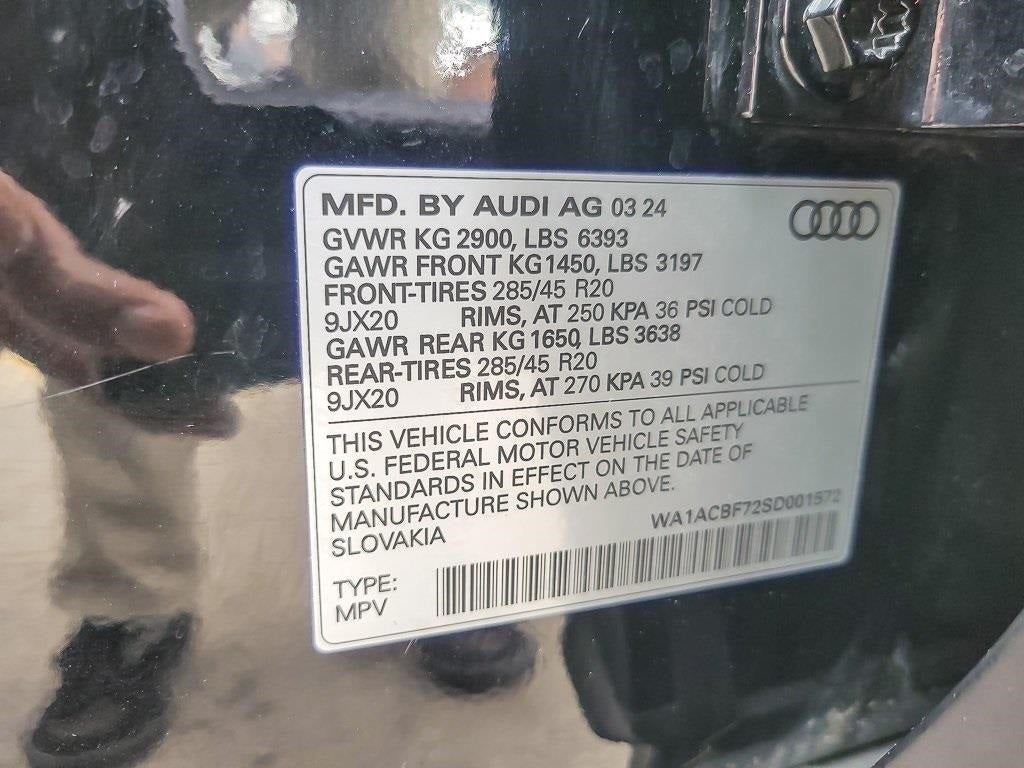 MFD. BY AUDI AG 03 24
GVWR KG 2900, LBS 6393
GAWR FRONT KG1450, LBS 3197
FRONT-TIRES 285/45 R20
9JX20 RIMS, AT 250 KPA 36 PSI COLD
GAWR REAR KG 1650, LBS 3638
REAR-TIRES 285/45 R20
9JX20 RIMS, AT 270 KPA 39 PSI COLD
THIS VEHICLE CONFORMS TO ALL APPLICABLE
U.S. FEDERAL MOTOR VEHICLE SAFETY
STANDARDS IN EFFECT ON THE DATE OF
MANUFACTURE SHOWN ABOVE.
SLOVAKIA
WA1ACBF72SD001572
TYPE:
MPV